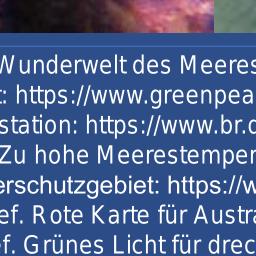 Wunderwelt des Meeres
t: https://www.greenpea
station: https://www.br.d
Zu hohe Meerestemper
erschutzgebiet: https://w
ef. Rote Karte für Austra
ef. Grünes Licht für drec